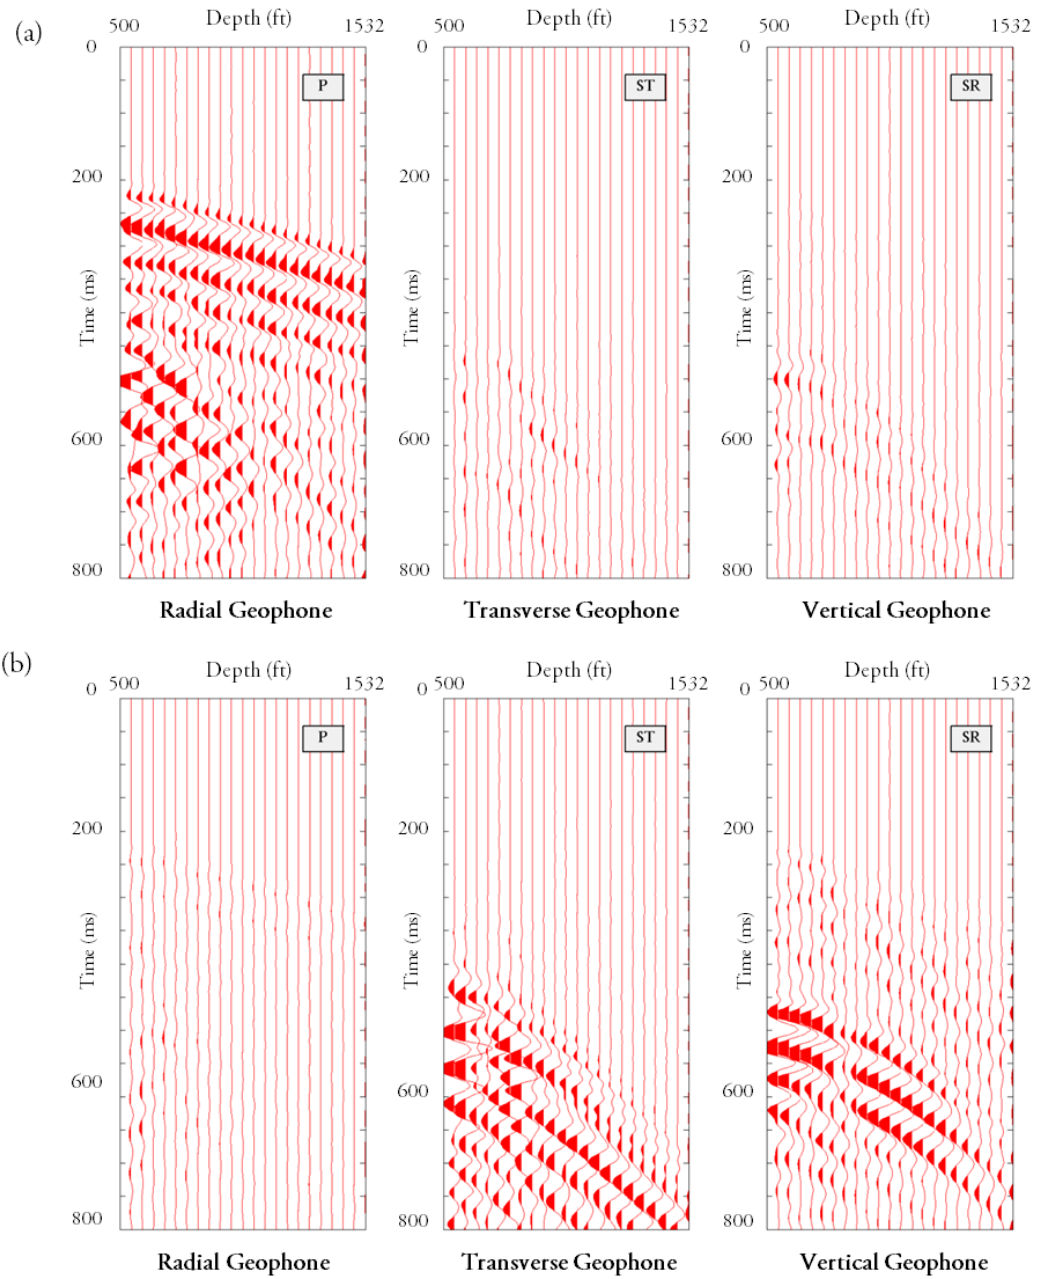 (a)
500 Depth (ft) 1532
500 Depth (ft) 1532
500 Depth (ft) 1532
0
0
0
P
ST
SR
200
200
200
Time (ms)
Time (ms)
Time (ms)
600
600
600
800
800
800
Radial Geophone
Transverse Geophone
Vertical Geophone
(b)
0 500 Depth (ft) 1532
0 500 Depth (ft) 1532
0 500 Depth (ft) 1532
P
ST
SR
200
200
200
Time (ms)
Time (ms)
Time (ms)
600
600
600
800
800
800
Radial Geophone
Transverse Geophone
Vertical Geophone